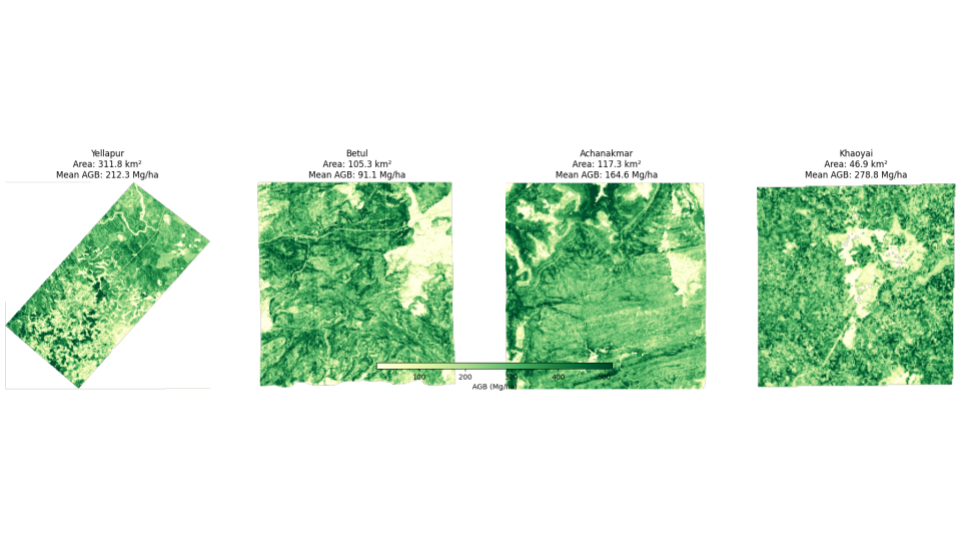 Yellapur
Area: 311.8 km²
Mean AGB: 212.3 Mg/ha
Betul
Area: 105.3 km²
Mean AGB: 91.1 Mg/ha
Achanakmar
Area: 117.3 km²
Mean AGB: 164.6 Mg/ha
Khaoyai
Area: 46.9 km²
Mean AGB: 278.8 Mg/ha
100 200 400
AGB (Mg/